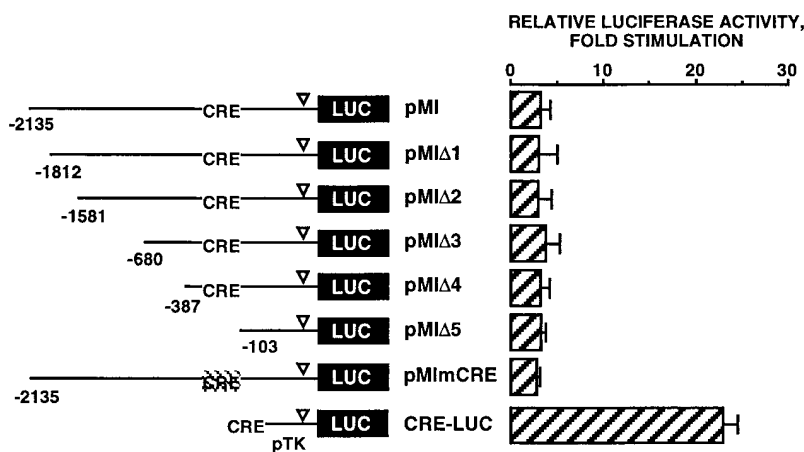 RELATIVE LUCIFERASE ACTIVITY,
FOLD STIMULATION
0 10 20 30
-2135 CRE LUC pMI
-1812 CRE LUC pMIΔ1
-1581 CRE LUC pMIΔ2
-680 CRE LUC pMIΔ3
-387 CRE LUC pMIΔ4
-103 LUC pMIΔ5
-2135 CRE LUC pMImCRE
CRE pTK LUC CRE-LUC